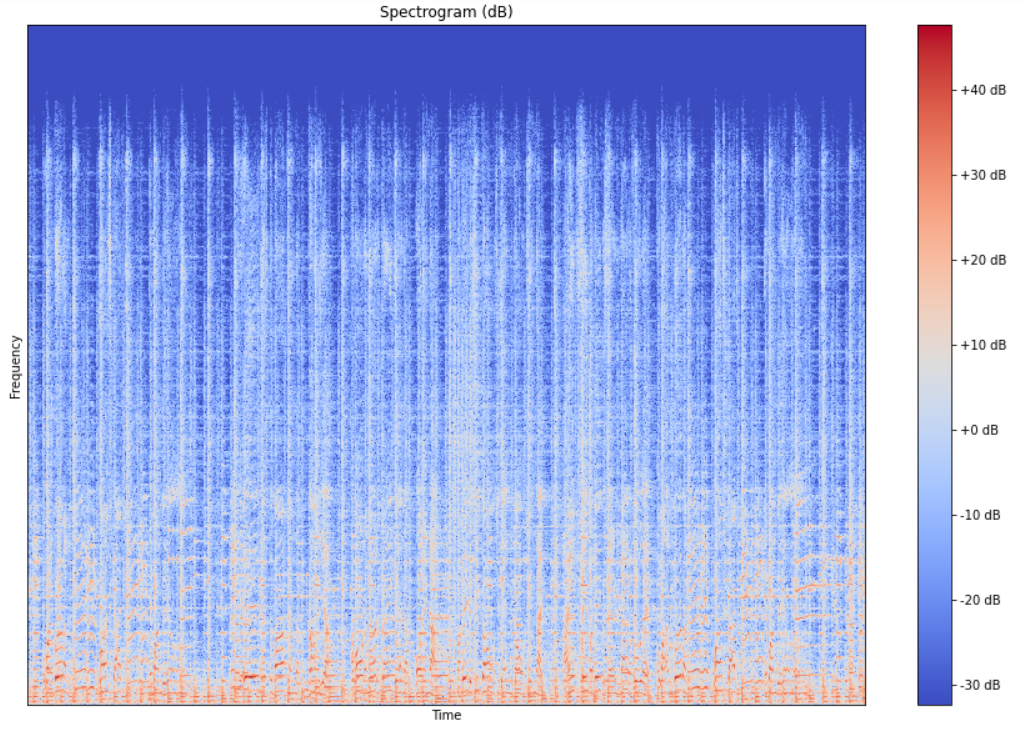 Spectrogram (dB)
Frequency
Time
+40 dB
+30 dB
+20 dB
+10 dB
+0 dB
-10 dB
-20 dB
-30 dB